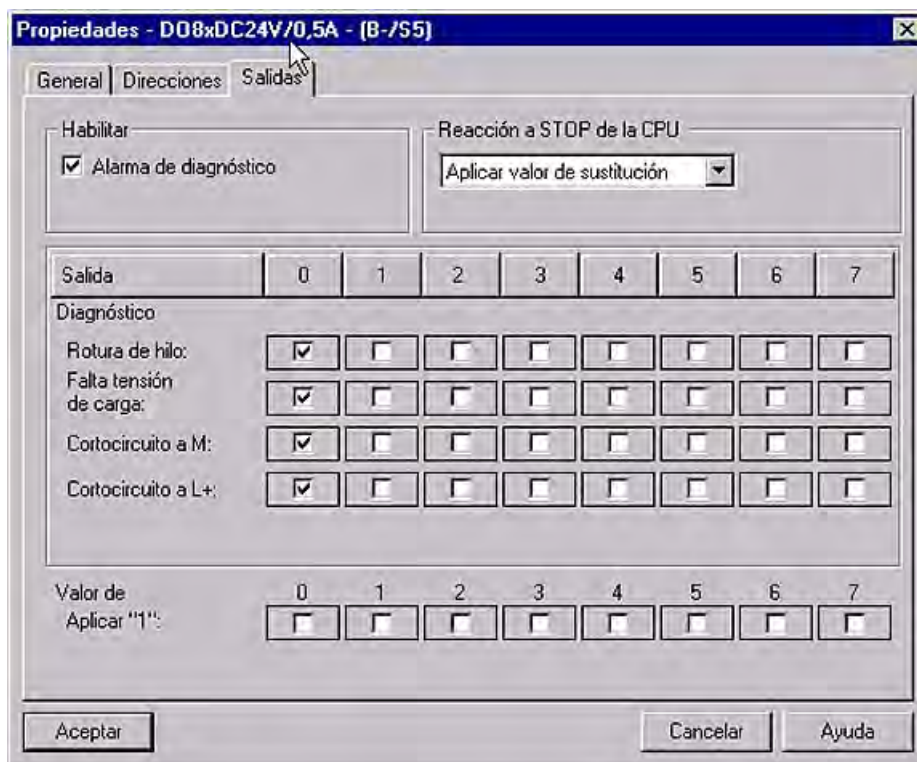 Propiedades - DO8xDC24V/0,5A - (B-/S5)
General Direcciones Salidas
Habilitar
Alarma de diagnóstico
Reacción a STOP de la CPU
Aplicar valor de sustitución
Salida 0 1 2 3 4 5 6 7
Diagnóstico
Rotura de hilo:
Falta tensión
de carga:
Cortocircuito a M:
Cortocircuito a L+:
Valor de 0 1 2 3 4 5 6 7
Aplicar "1":
Aceptar Cancelar Ayuda